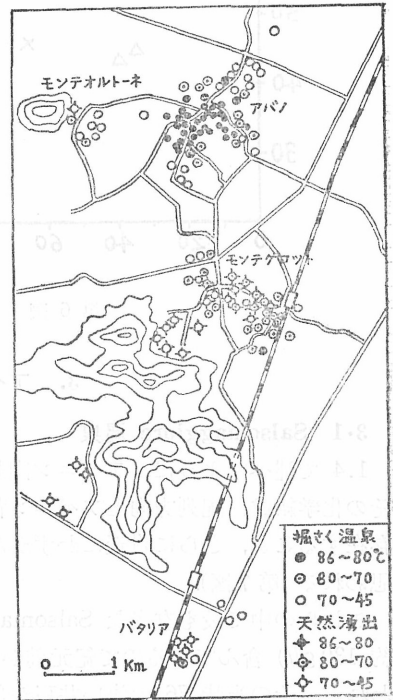 モンテオルトーネ
アバノ
モンテグロット
バタリア
0 1 Km
掘さく温泉
86~80℃
80~70
70~45
天然湧出
86~80
80~70
70~45